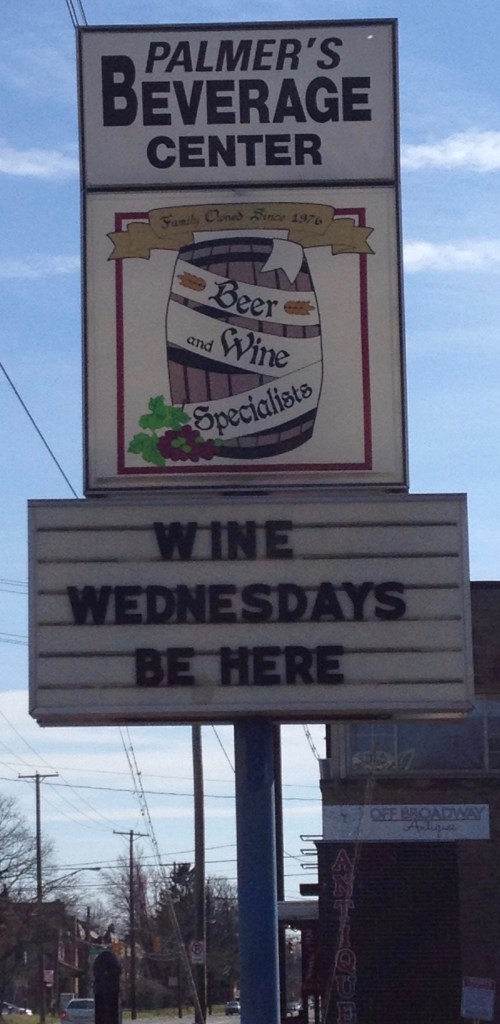 PALMER'S
BEVERAGE
CENTER
Family Owned Since 1976
Beer
and Wine
Specialists
WINE
WEDNESDAYS
BE HERE
OFF BROADWAY
Antiques
ANTIQUE